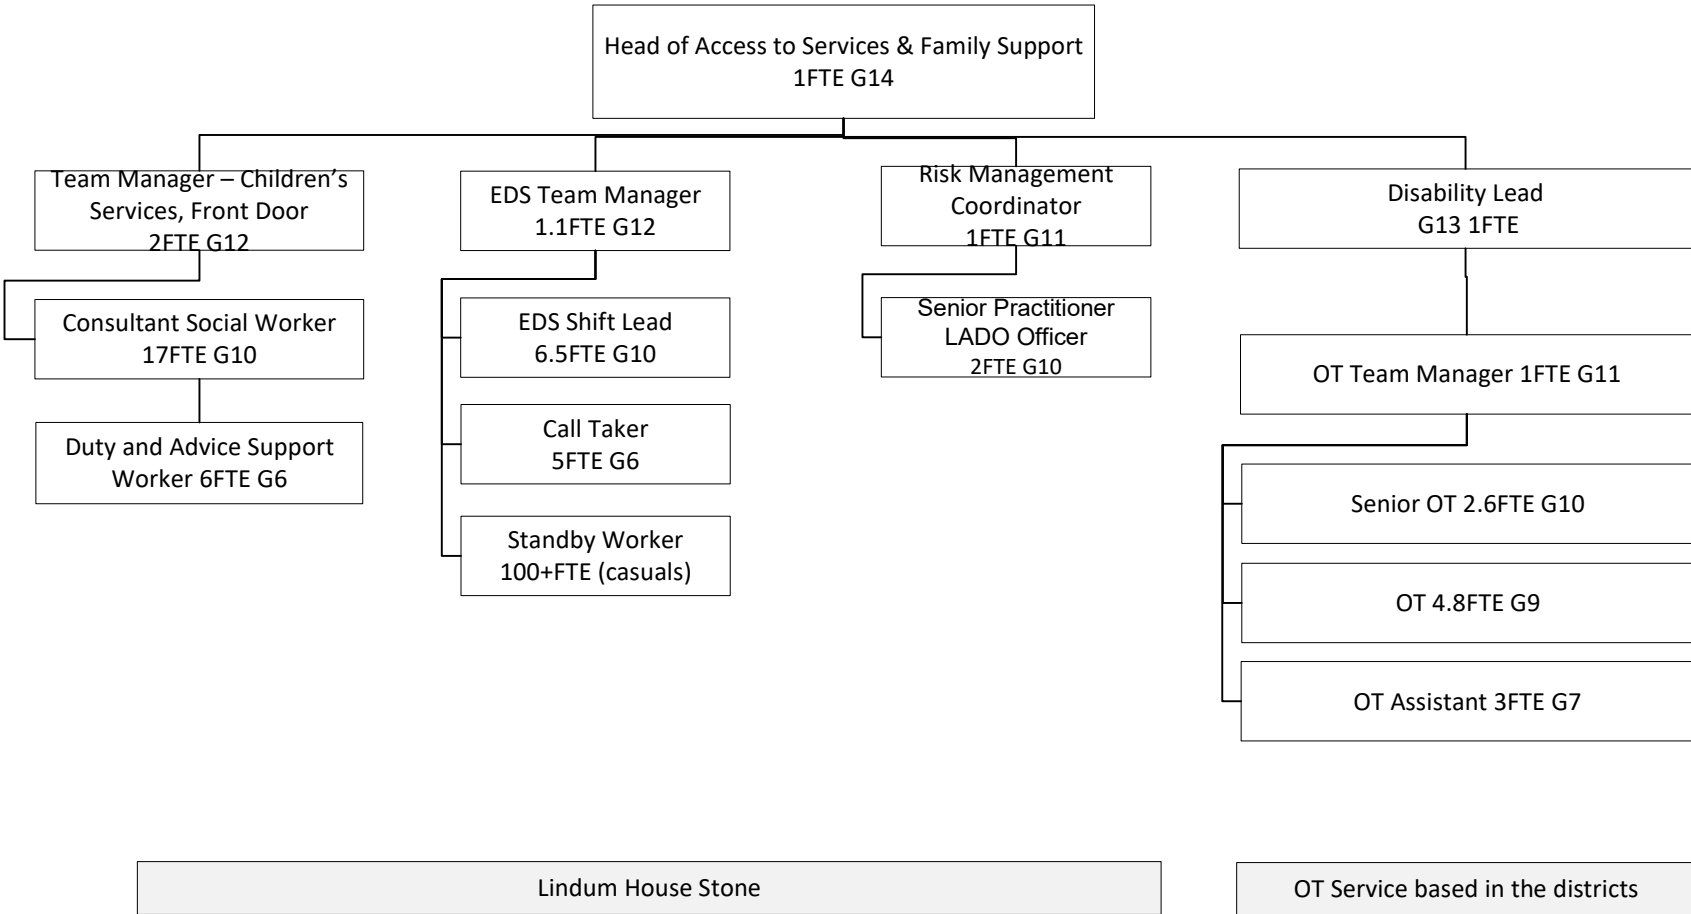 Head of Access to Services & Family Support
1FTE G14
Team Manager – Children's
Services, Front Door
2FTE G12
EDS Team Manager
1.1FTE G12
Risk Management
Coordinator
1FTE G11
Disability Lead
G13 1FTE
Consultant Social Worker
17FTE G10
EDS Shift Lead
6.5FTE G10
Senior Practitioner
LADO Officer
2FTE G10
OT Team Manager 1FTE G11
Duty and Advice Support
Worker 6FTE G6
Call Taker
5FTE G6
Senior OT 2.6FTE G10
Standby Worker
100+FTE (casuals)
OT 4.8FTE G9
OT Assistant 3FTE G7
Lindum House Stone
OT Service based in the districts